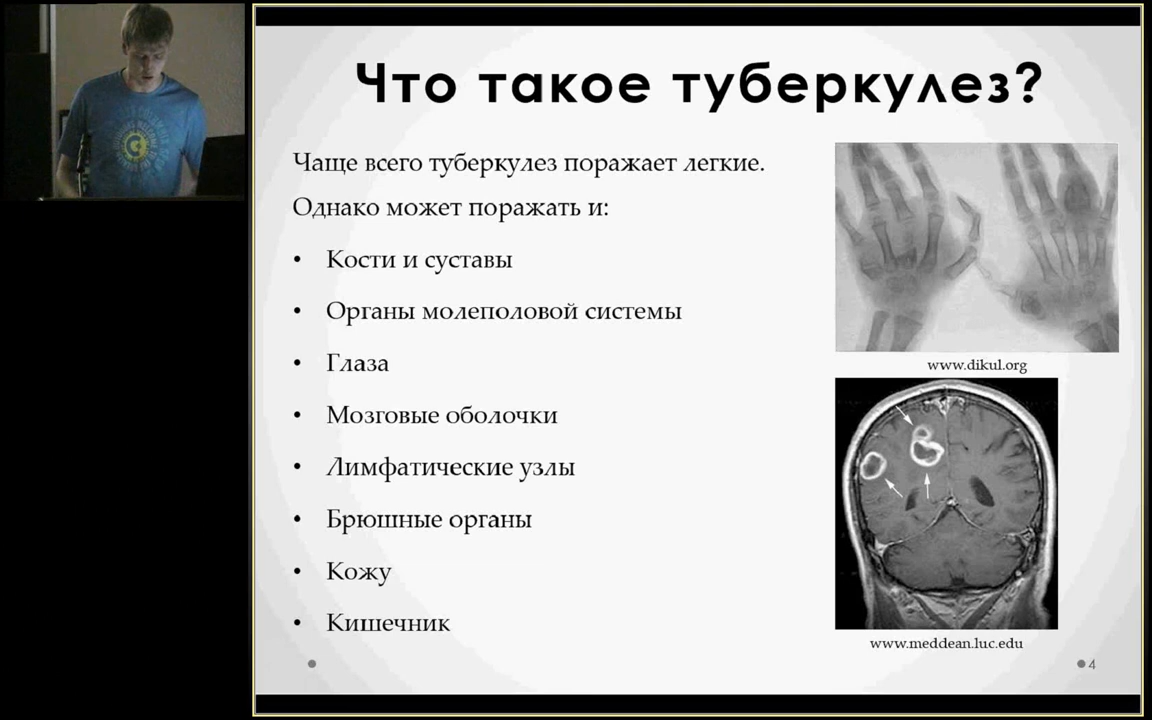 Что такое туберкулез?
Чаще всего туберкулез поражает легкие.
Однако может поражать и:
• Кости и суставы
• Органы молеполовой системы
• Глаза
• Мозговые оболочки
• Лимфатические узлы
• Брюшные органы
• Кожу
• Кишечник
www.dikul.org
www.meddean.luc.edu
4